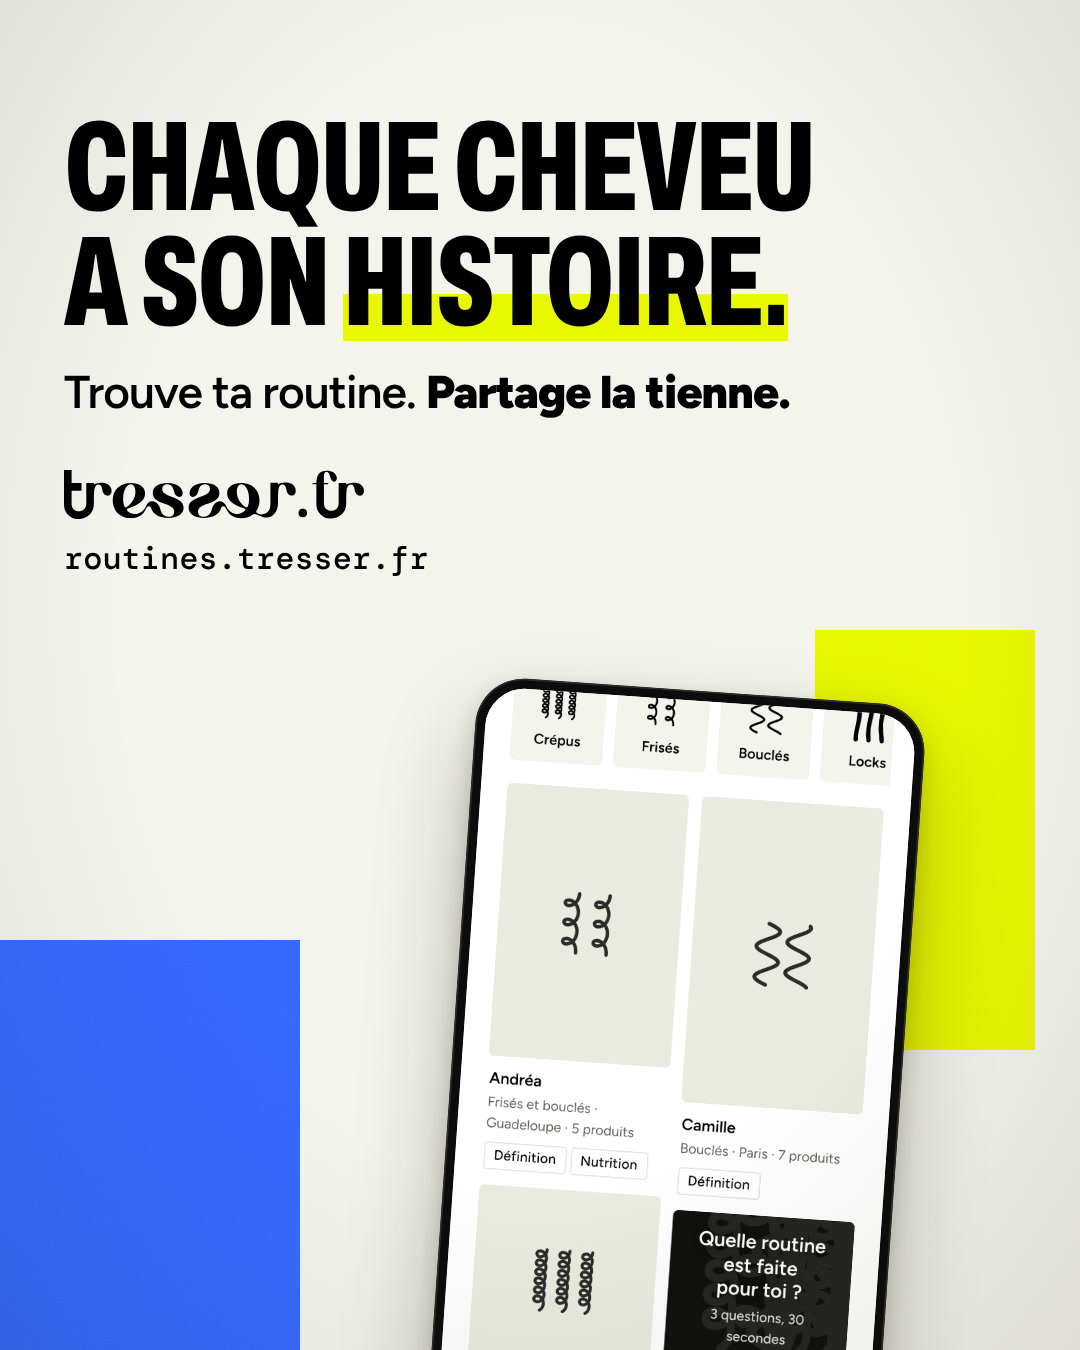 CHAQUE CHEVEU
A SON HISTOIRE.
Trouve ta routine. Partage la tienne.
tresser.fr
routines.tresser.fr
Crépus
Frisés
Bouclés
Locks
Andréa
Frisés et bouclés ·
Guadeloupe · 5 produits
Définition
Nutrition
Camille
Bouclés · Paris · 7 produits
Définition
Quelle routine
est faite
pour toi ?
3 questions, 30
secondes